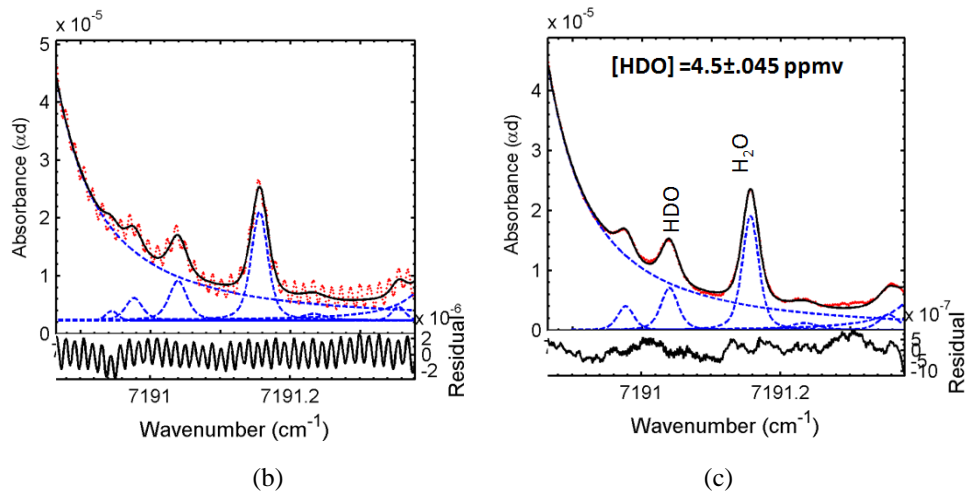 x 10⁻⁵
5
4
3
2
1
0
Absorbance (αd)
x 10⁻⁶
2
0
-2
Residual
7191
7191.2
Wavenumber (cm⁻¹)
(b)
x 10⁻⁵
[HDO] =4.5±.045 ppmv
5
4
3
2
1
0
Absorbance (αd)
HDO
H₂O
x 10⁻⁷
5
0
-5
-10
Residual
7191
7191.2
Wavenumber (cm⁻¹)
(c)